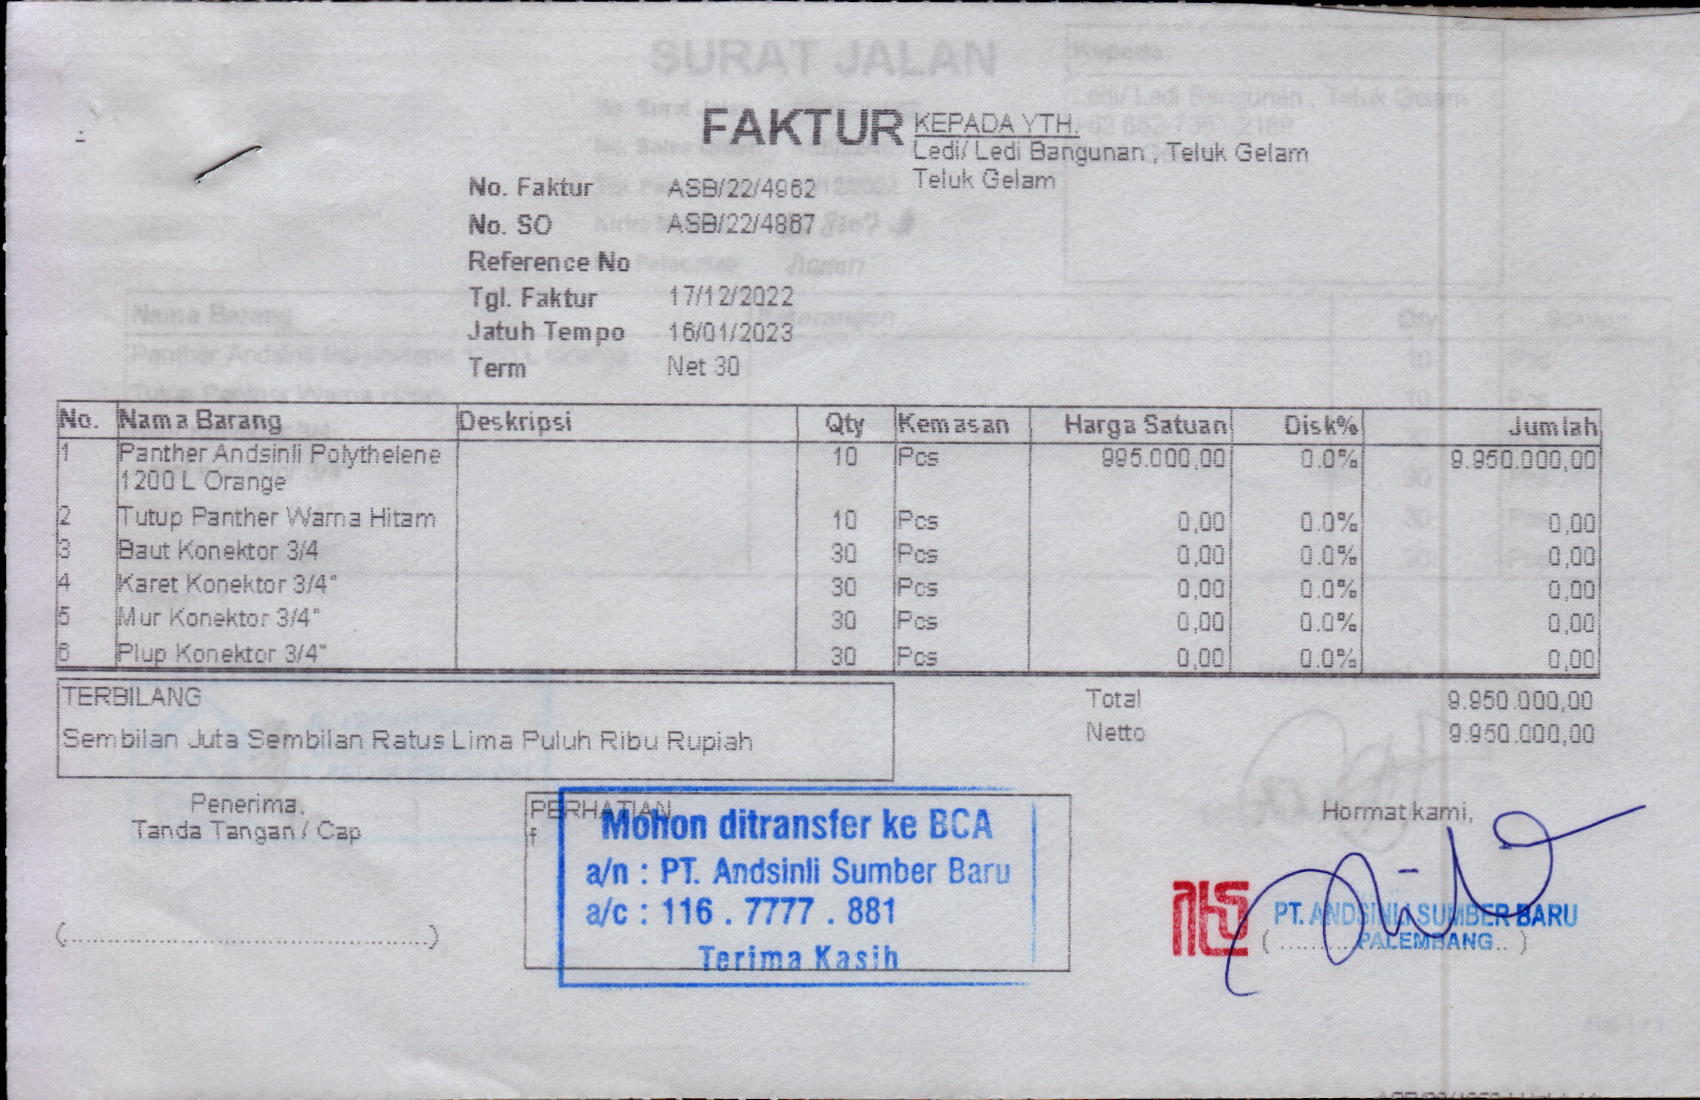 FAKTUR
KEPADA YTH.
Ledi/ Ledi Bangunan , Teluk Gelam
Teluk Gelam
No. Faktur ASB/22/4962
No. SO ASB/22/4867
Reference No
Tgl. Faktur 17/12/2022
Jatuh Tempo 16/01/2023
Term Net 30
No. Nama Barang Deskripsi Qty Kemasan Harga Satuan Disk% Jumlah
1 Panther Andsinli Polythelene 10 Pcs 995.000,00 0.0% 9.950.000,00
1200 L Orange
2 Tutup Panther Warna Hitam 10 Pcs 0,00 0.0% 0,00
3 Baut Konektor 3/4 30 Pcs 0,00 0.0% 0,00
4 Karet Konektor 3/4" 30 Pcs 0,00 0.0% 0,00
5 Mur Konektor 3/4" 30 Pcs 0,00 0.0% 0,00
6 Plup Konektor 3/4" 30 Pcs 0,00 0.0% 0,00
TERBILANG
Sembilan Juta Sembilan Ratus Lima Puluh Ribu Rupiah
Total 9.950.000,00
Netto 9.950.000,00
Penerima,
Tanda Tangan / Cap
(................................................)
PERHATIAN
f
Mohon ditransfer ke BCA
a/n : PT. Andsinli Sumber Baru
a/c : 116 . 7777 . 881
Terima Kasih
Hormat kami,
PT. ANDSINLI SUMBER BARU
PALEMBANG
SURAT JALAN
Kepada
Nama Barang
Keterangan
Qty